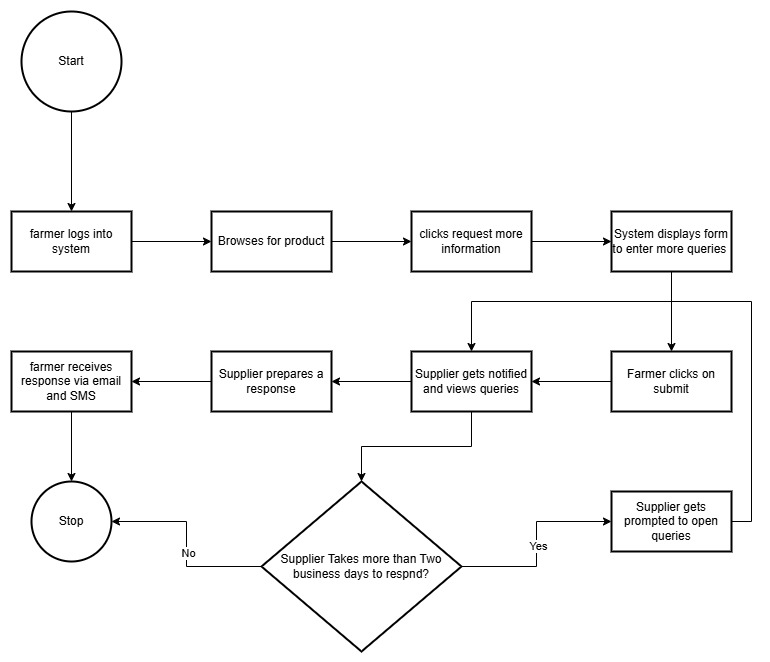 Start
farmer logs into
system
Browses for product
clicks request more
information
System displays form
to enter more queries
farmer receives
response via email
and SMS
Supplier prepares a
response
Supplier gets notified
and views queries
Farmer clicks on
submit
Stop
No
Supplier Takes more than Two
business days to respnd?
Yes
Supplier gets
prompted to open
queries